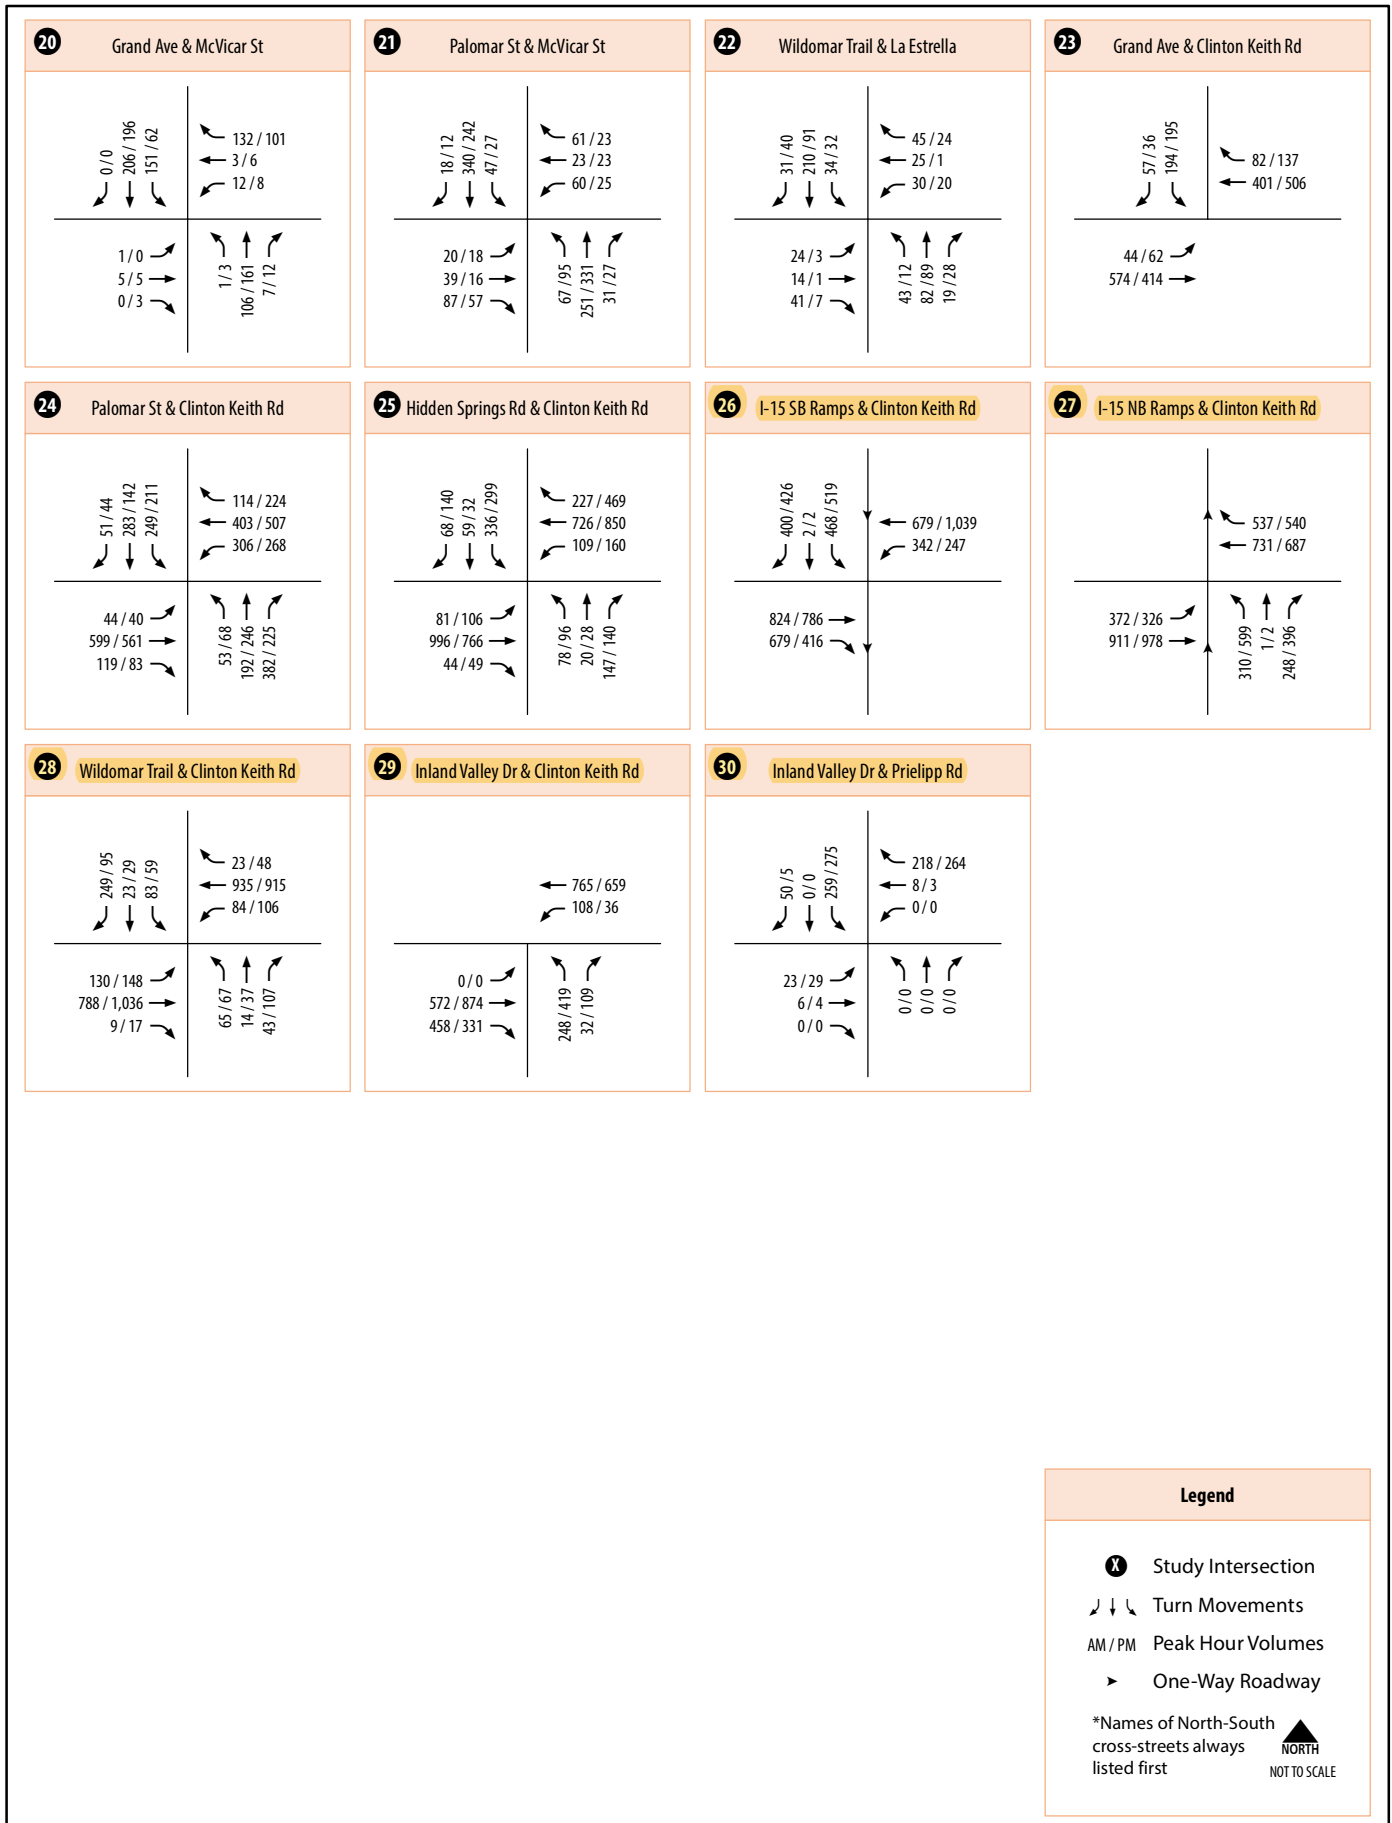 20 Grand Ave & McVicar St
0 / 0
206 / 196
151 / 62
132 / 101
3 / 6
12 / 8
1 / 0
5 / 5
0 / 3
1 / 3
106 / 161
7 / 12
21 Palomar St & McVicar St
18 / 12
340 / 242
47 / 27
61 / 23
23 / 23
60 / 25
20 / 18
39 / 16
87 / 57
67 / 95
251 / 331
31 / 27
22 Wildomar Trail & La Estrella
31 / 40
210 / 91
34 / 32
45 / 24
25 / 1
30 / 20
24 / 3
14 / 1
41 / 7
43 / 12
82 / 89
19 / 28
23 Grand Ave & Clinton Keith Rd
57 / 36
194 / 195
82 / 137
401 / 506
44 / 62
574 / 414
24 Palomar St & Clinton Keith Rd
51 / 44
283 / 142
249 / 211
114 / 224
403 / 507
306 / 268
44 / 40
599 / 561
119 / 83
53 / 68
192 / 246
382 / 225
25 Hidden Springs Rd & Clinton Keith Rd
68 / 140
59 / 32
336 / 299
227 / 469
726 / 850
109 / 160
81 / 106
996 / 766
44 / 49
78 / 96
20 / 28
147 / 140
26 I-15 SB Ramps & Clinton Keith Rd
400 / 426
2 / 2
468 / 519
679 / 1,039
342 / 247
824 / 786
679 / 416
27 I-15 NB Ramps & Clinton Keith Rd
537 / 540
731 / 687
372 / 326
911 / 978
310 / 599
1 / 2
248 / 396
28 Wildomar Trail & Clinton Keith Rd
249 / 95
23 / 29
83 / 59
23 / 48
935 / 915
84 / 106
130 / 148
788 / 1,036
9 / 17
65 / 67
14 / 37
43 / 107
29 Inland Valley Dr & Clinton Keith Rd
765 / 659
108 / 36
0 / 0
572 / 874
458 / 331
248 / 419
32 / 109
30 Inland Valley Dr & Prielipp Rd
50 / 5
0 / 0
259 / 275
218 / 264
8 / 3
0 / 0
23 / 29
6 / 4
0 / 0
0 / 0
0 / 0
0 / 0
Legend
X Study Intersection
Turn Movements
AM / PM Peak Hour Volumes
One-Way Roadway
*Names of North-South
cross-streets always
listed first
NORTH
NOT TO SCALE